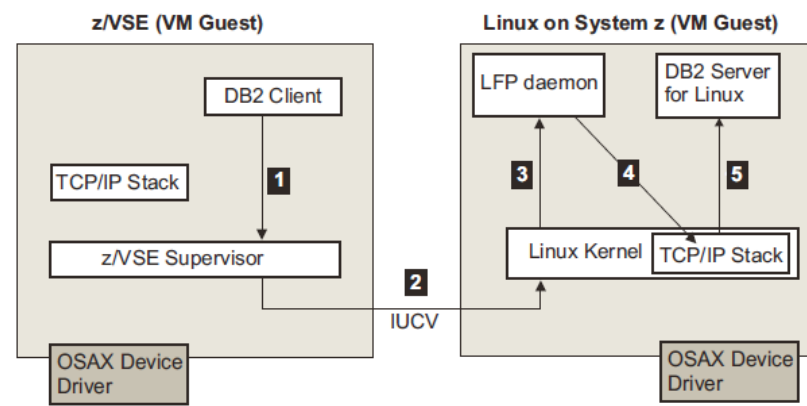 z/VSE (VM Guest)
DB2 Client
TCP/IP Stack
1
z/VSE Supervisor
OSAX Device
Driver
2
IUCV
Linux on System z (VM Guest)
LFP daemon
DB2 Server
for Linux
3
4
5
Linux Kernel
TCP/IP Stack
OSAX Device
Driver